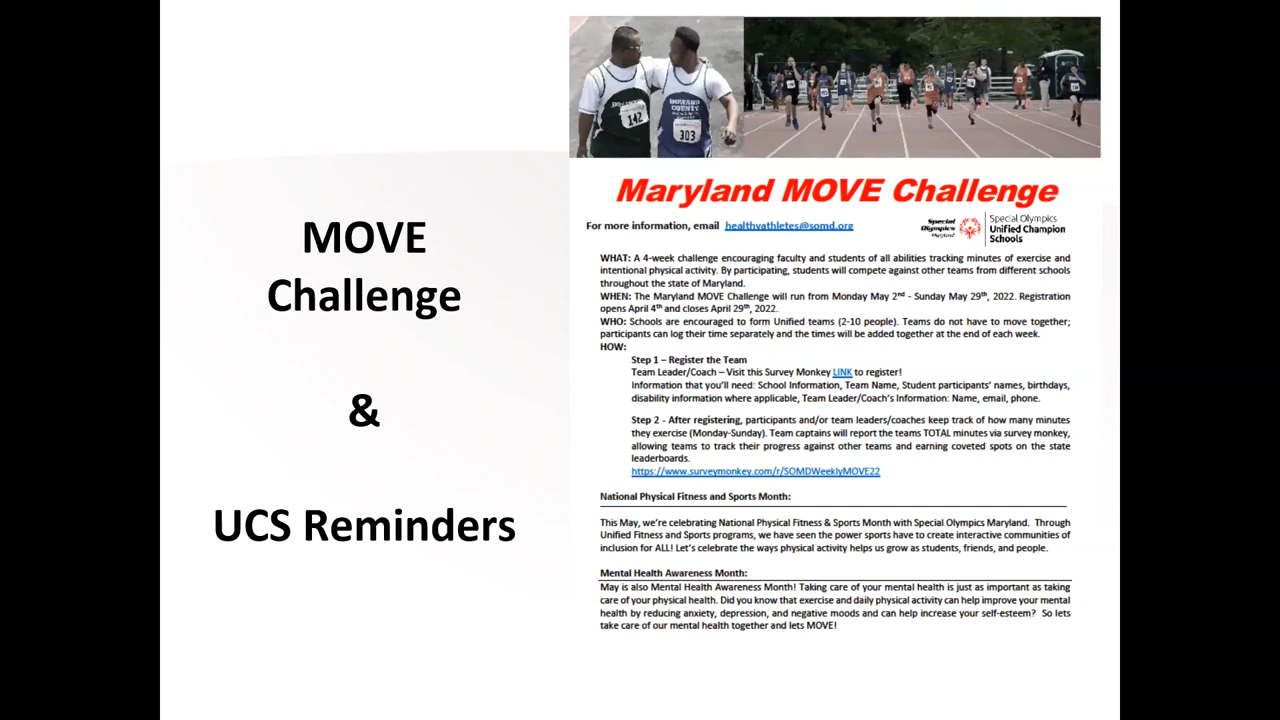 MOVE
Challenge
&
UCS Reminders
142
HOWARD
COUNTY
303
Maryland MOVE Challenge
For more information, email healthyathletes@somd.org
Special
Olympics
Maryland
Special Olympics
Unified Champion
Schools
WHAT: A 4-week challenge encouraging faculty and students of all abilities tracking minutes of exercise and
intentional physical activity. By participating, students will compete against other teams from different schools
throughout the state of Maryland.
WHEN: The Maryland MOVE Challenge will run from Monday May 2nd - Sunday May 29th, 2022. Registration
opens April 4th and closes April 29th, 2022.
WHO: Schools are encouraged to form Unified teams (2-10 people). Teams do not have to move together;
participants can log their time separately and the times will be added together at the end of each week.
HOW:
Step 1 – Register the Team
Team Leader/Coach – Visit this Survey Monkey LINK to register!
Information that you'll need: School Information, Team Name, Student participants' names, birthdays,
disability information where applicable, Team Leader/Coach's Information: Name, email, phone.
Step 2 - After registering, participants and/or team leaders/coaches keep track of how many minutes
they exercise (Monday-Sunday). Team captains will report the teams TOTAL minutes via survey monkey,
allowing teams to track their progress against other teams and earning coveted spots on the state
leaderboards.
https://www.surveymonkey.com/r/SOMDWeeklyMOVE22
National Physical Fitness and Sports Month:
This May, we're celebrating National Physical Fitness & Sports Month with Special Olympics Maryland. Through
Unified Fitness and Sports programs, we have seen the power sports have to create interactive communities of
inclusion for ALL! Let's celebrate the ways physical activity helps us grow as students, friends, and people.
Mental Health Awareness Month:
May is also Mental Health Awareness Month! Taking care of your mental health is just as important as taking
care of your physical health. Did you know that exercise and daily physical activity can help improve your mental
health by reducing anxiety, depression, and negative moods and can help increase your self-esteem? So lets
take care of our mental health together and lets MOVE!